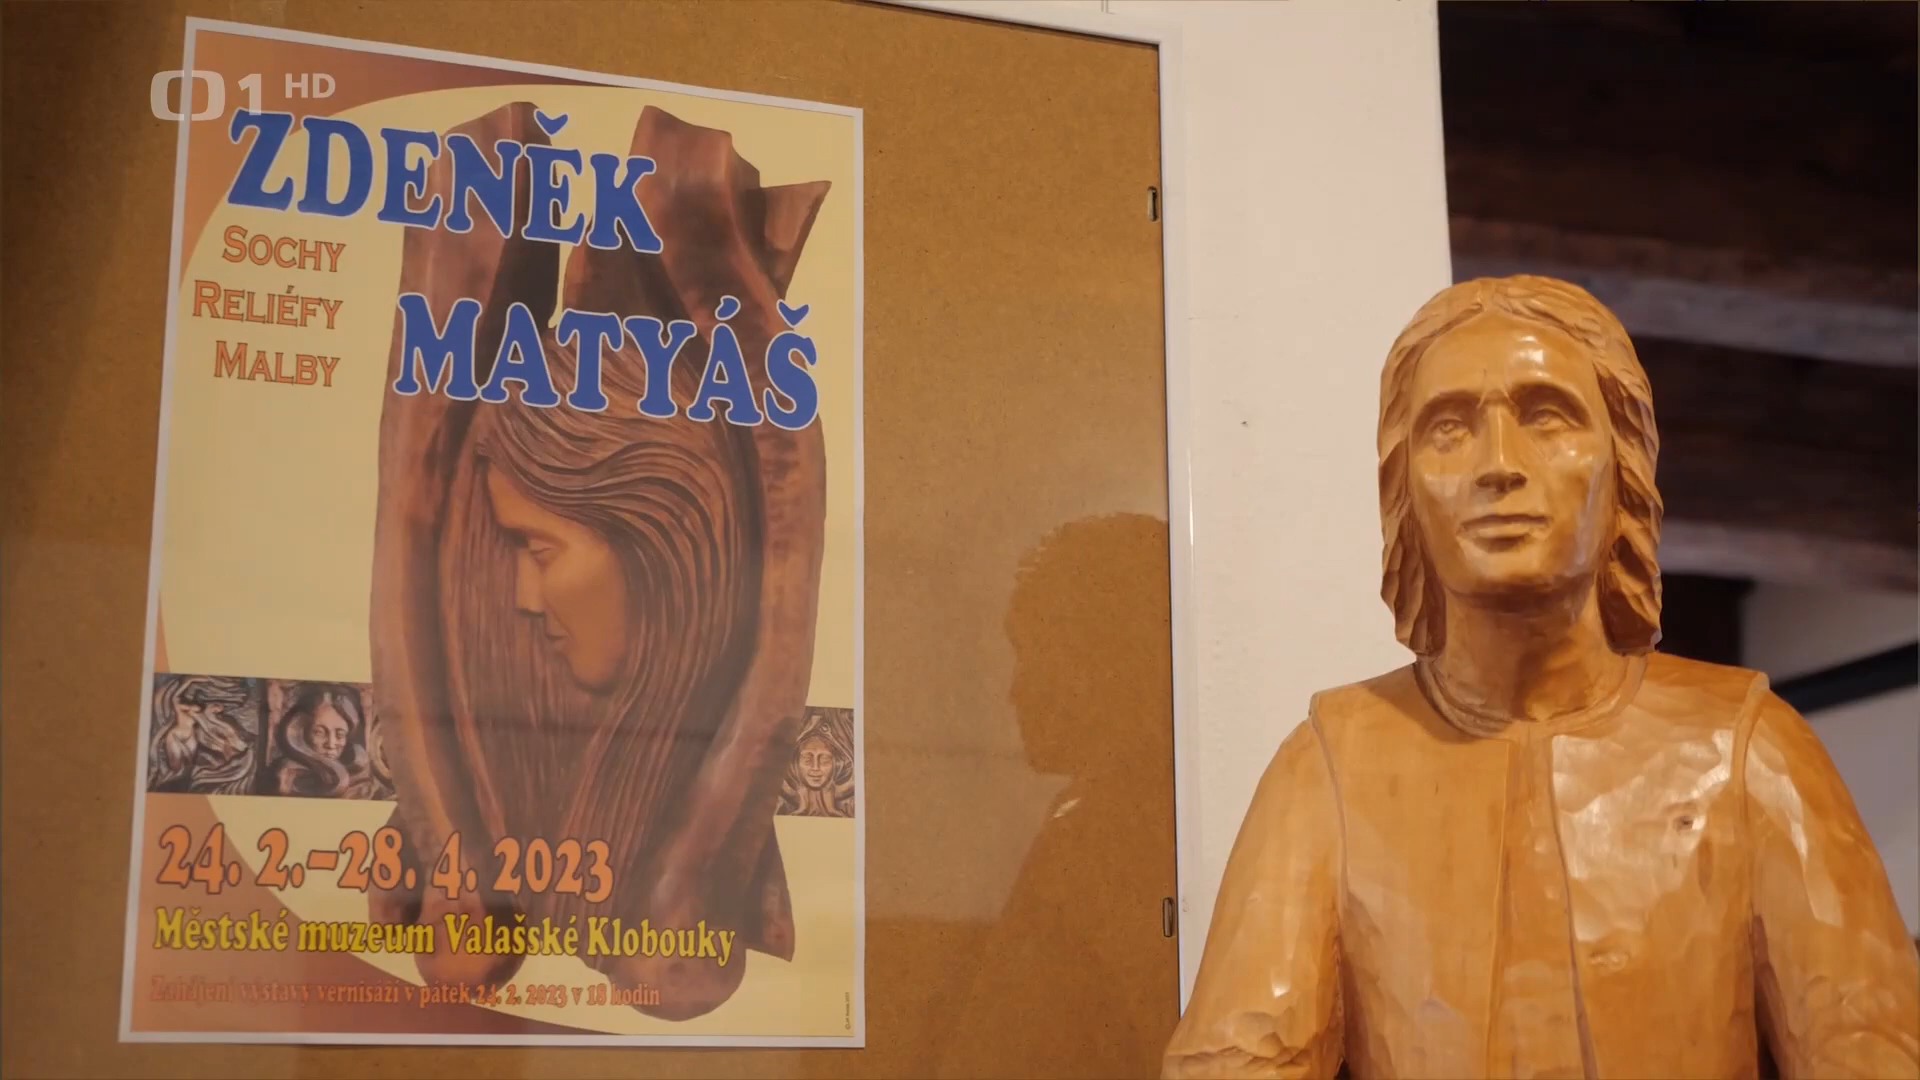 1 HD
ZDENĚK
SOCHY
RELIÉFY
MALBY
MATYÁŠ
24. 2.–28. 4. 2023
Městské muzeum Valašské Klobouky
Zahájení výstavy vernisáží v pátek 24. 2. 2023 v 18 hodin